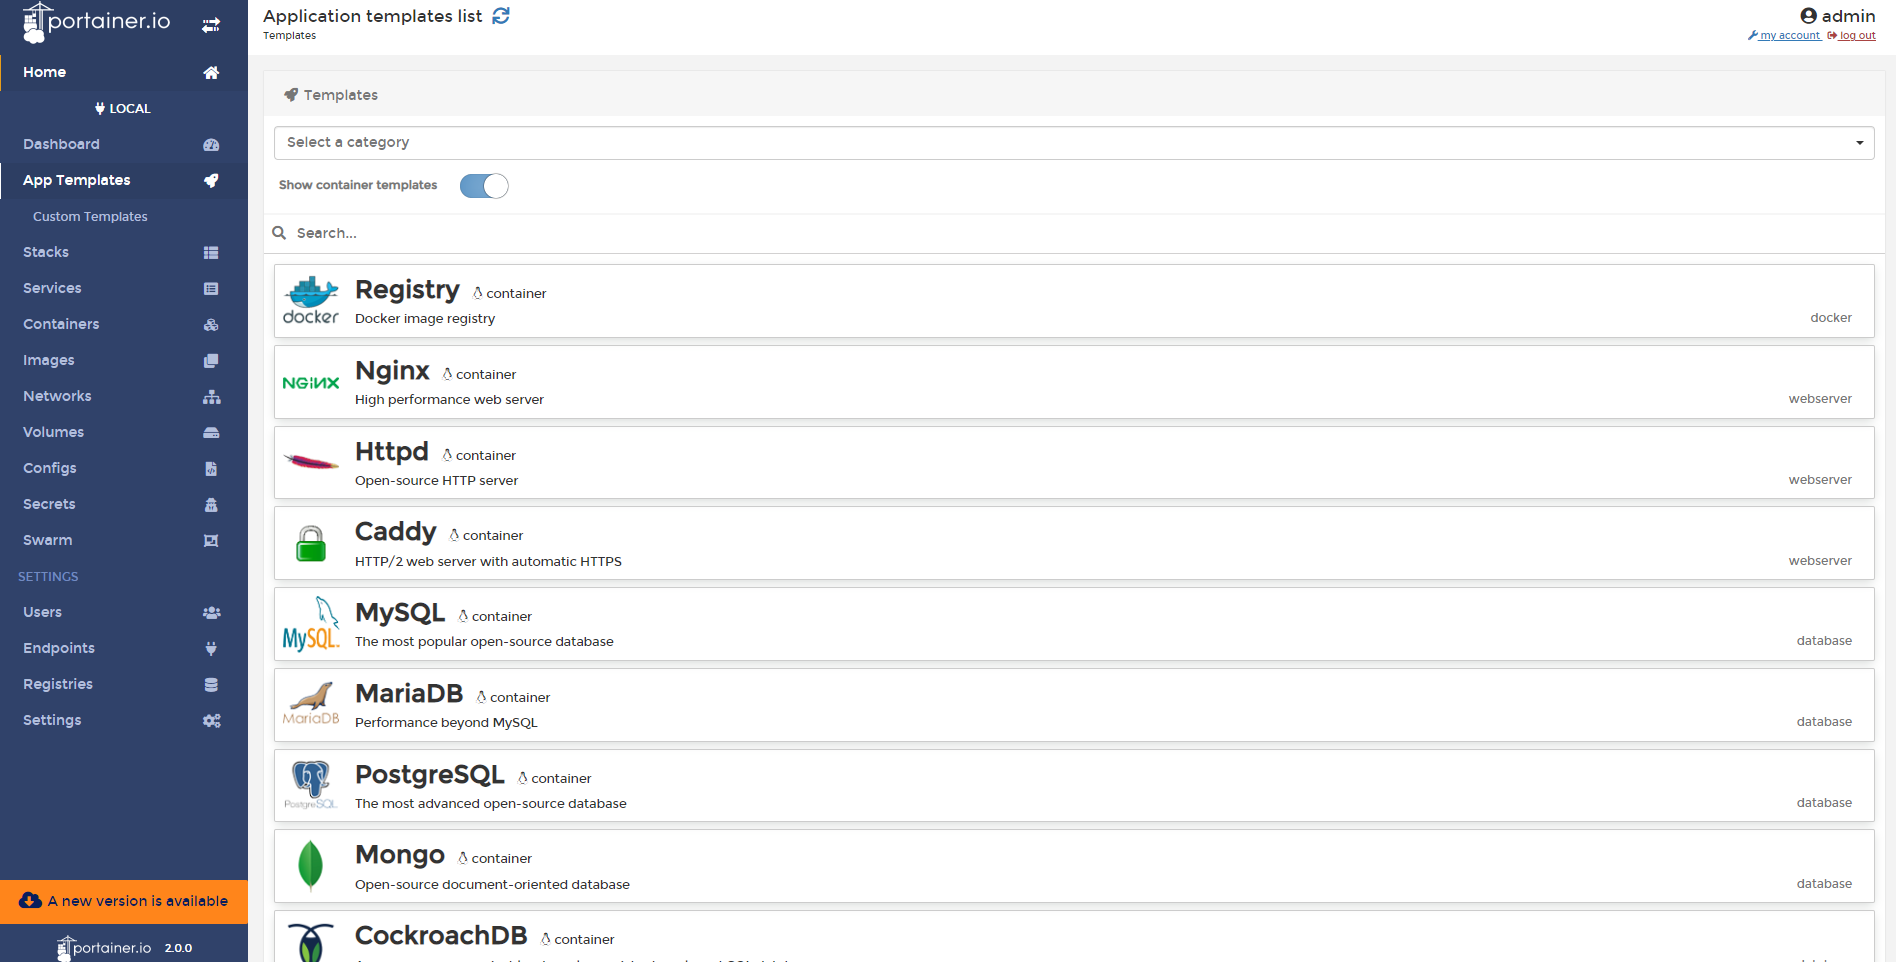 portainer.io
Home
LOCAL
Dashboard
App Templates
Custom Templates
Stacks
Services
Containers
Images
Networks
Volumes
Configs
Secrets
Swarm
SETTINGS
Users
Endpoints
Registries
Settings
A new version is available
portainer.io 2.0.0
Application templates list
Templates
admin
my account log out
Templates
Select a category
Show container templates
Search...
docker
Registry container
Docker image registry
docker
NGINX
Nginx container
High performance web server
webserver
Httpd container
Open-source HTTP server
webserver
Caddy container
HTTP/2 web server with automatic HTTPS
webserver
MySQL
MySQL container
The most popular open-source database
database
MariaDB
MariaDB container
Performance beyond MySQL
database
PostgreSQL
PostgreSQL container
The most advanced open-source database
database
Mongo container
Open-source document-oriented database
database
CockroachDB container